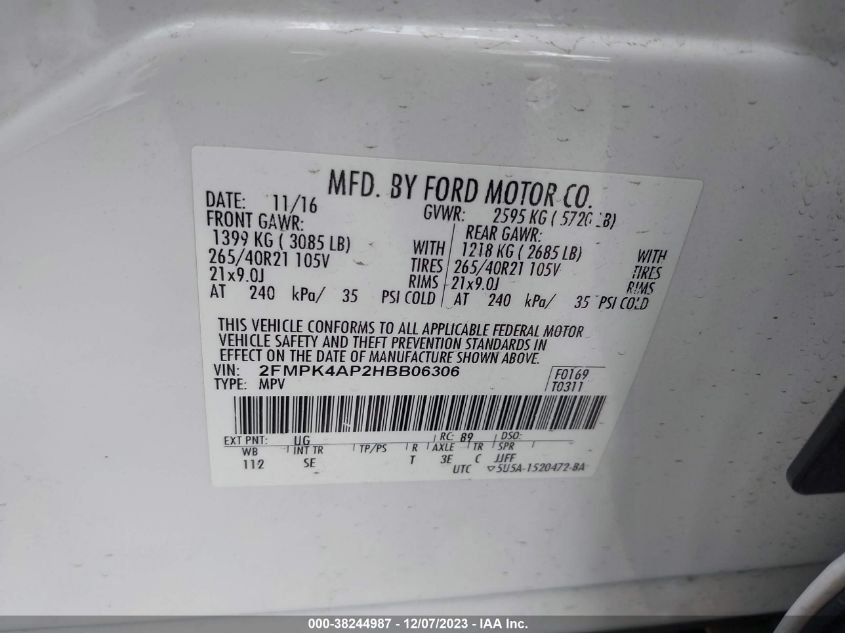 MFD. BY FORD MOTOR CO.
DATE: 11/16 GVWR: 2595 KG ( 5720 LB)
FRONT GAWR: REAR GAWR:
1399 KG ( 3085 LB) WITH 1218 KG ( 2685 LB) WITH
265/40R21 105V TIRES 265/40R21 105V TIRES
21x9.0J RIMS 21x9.0J RIMS
AT 240 kPa/ 35 PSI COLD AT 240 kPa/ 35 PSI COLD
THIS VEHICLE CONFORMS TO ALL APPLICABLE FEDERAL MOTOR
VEHICLE SAFETY AND THEFT PREVENTION STANDARDS IN
EFFECT ON THE DATE OF MANUFACTURE SHOWN ABOVE.
VIN: 2FMPK4AP2HBB06306 F0169
TYPE: MPV T0311
EXT PNT: UG RC: B9 DSO:
WB INT TR TP/PS R AXLE TR SPR
112 SE T 3E C JJFF
UTC ▽5U5A-1520472-BA
000-38244987 - 12/07/2023 - IAA Inc.